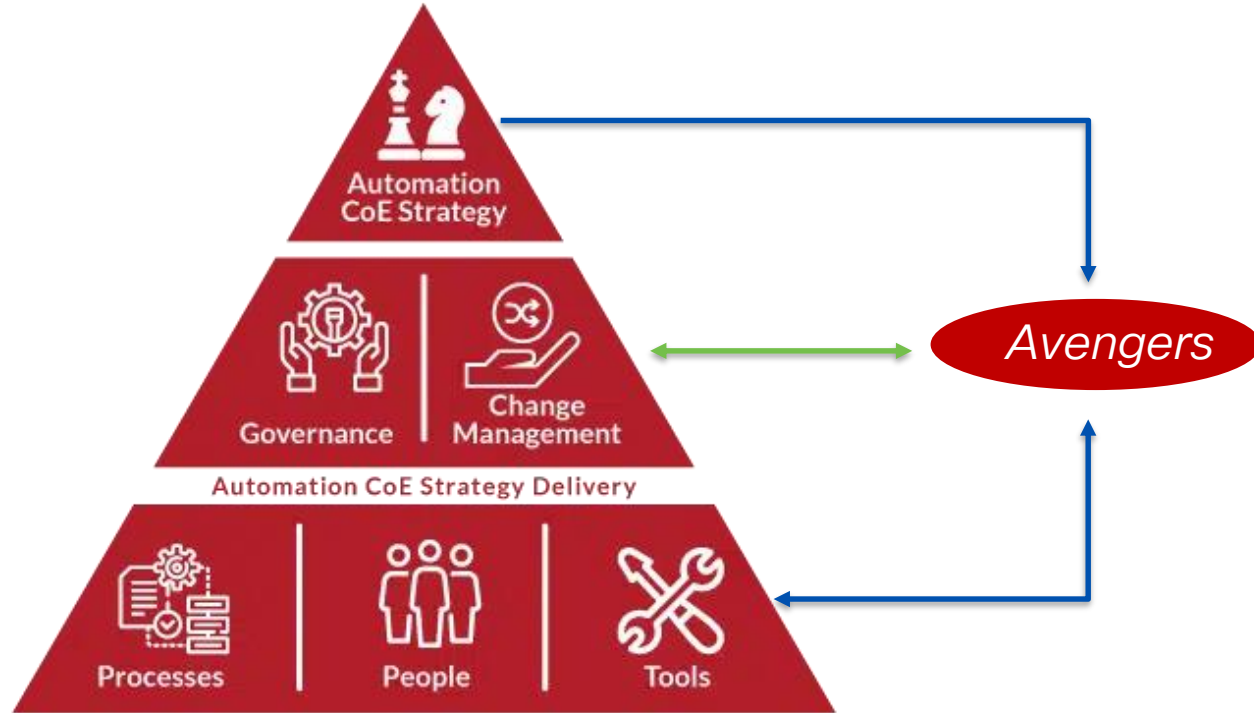 Automation
CoE Strategy
Avengers
Governance
Change
Management
Automation CoE Strategy Delivery
Processes
People
Tools